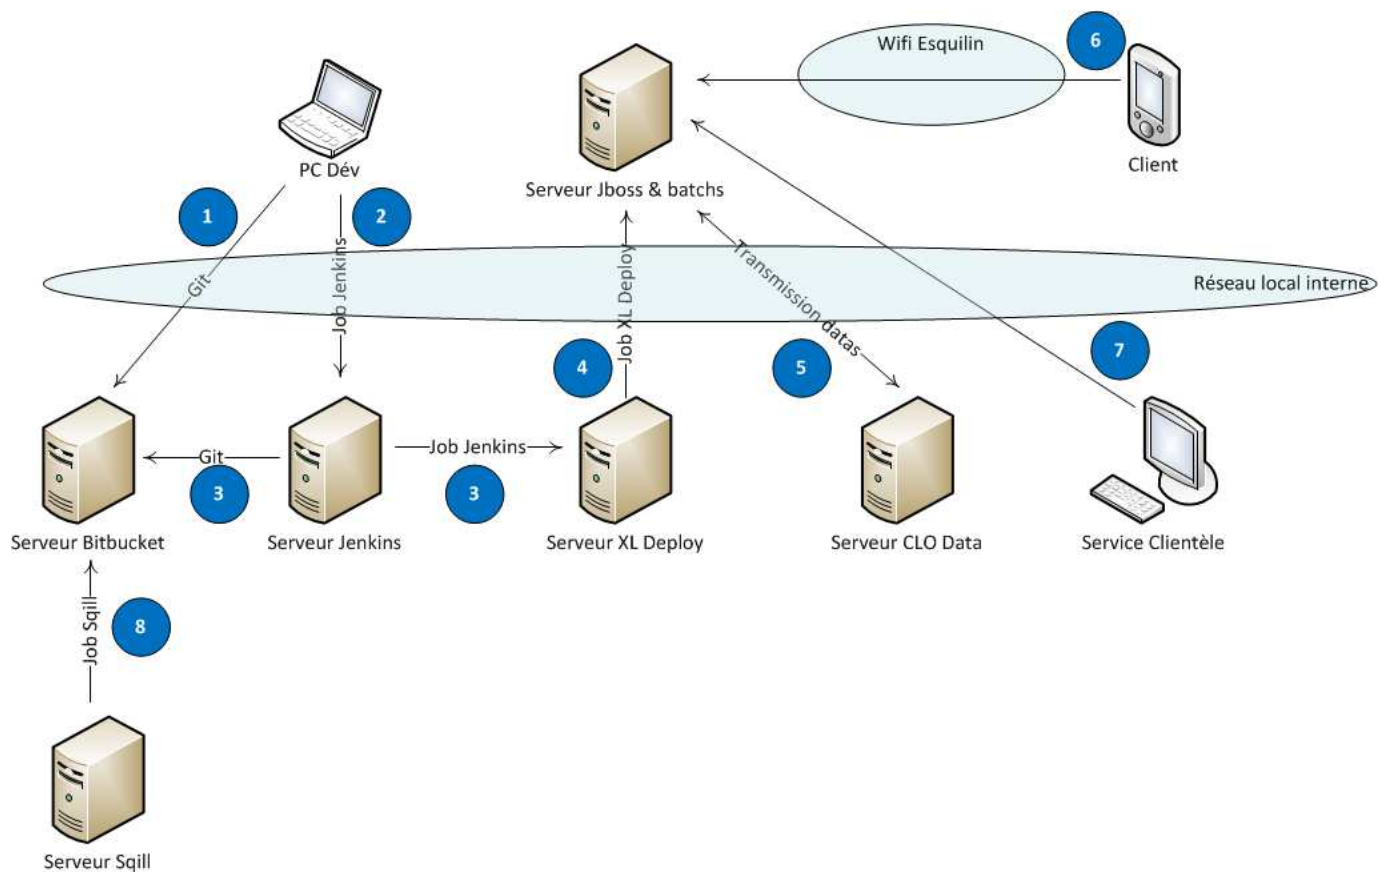 Wifi Esquilin
6
PC Dév
Serveur Jboss & batchs
Client
1
2
Git
Job Jenkins
Job XL Deploy
Transmission datas
Réseau local interne
4
5
7
Git
3
Job Jenkins
3
Serveur Bitbucket
Serveur Jenkins
Serveur XL Deploy
Serveur CLO Data
Service Clientèle
Job Sqill
8
Serveur Sqill